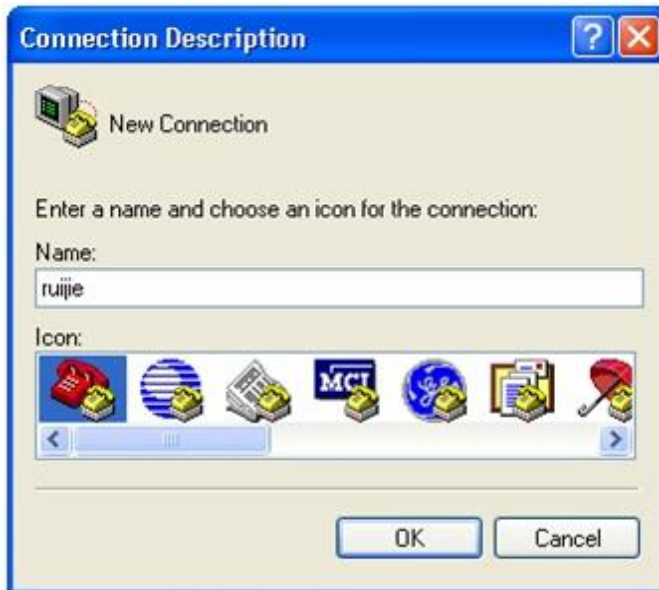 Connection Description
New Connection
Enter a name and choose an icon for the connection:
Name:
ruijie
Icon:
MCI
OK
Cancel